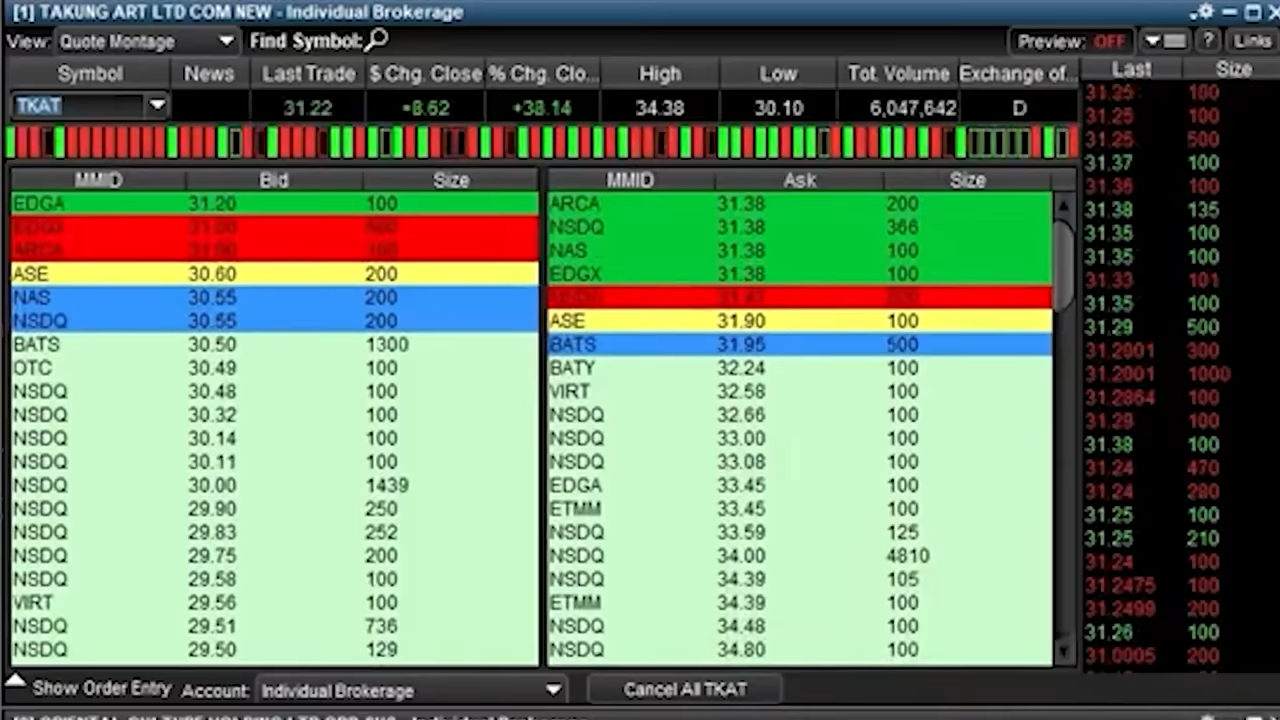 [1] TAKUNG ART LTD COM NEW - Individual Brokerage
View: Quote Montage Find Symbol: Preview: OFF ? Links
Symbol News Last Trade $ Chg. Close % Chg. Clo... High Low Tot. Volume Exchange of... Last Size
TKAT 31.22 +8.62 +38.14 34.38 30.10 6,047,642 D
MMID Bid Size MMID Ask Size
EDGA 31.20 100 ARCA 31.38 200
NSDQ 31.38 366
NAS 31.38 100
ASE 30.60 200 EDGX 31.38 100
NAS 30.55 200
NSDQ 30.55 200 ASE 31.90 100
BATS 30.50 1300 BATS 31.95 500
OTC 30.49 100 BATY 32.24 100
NSDQ 30.48 100 VIRT 32.58 100
NSDQ 30.32 100 NSDQ 32.66 100
NSDQ 30.14 100 NSDQ 33.00 100
NSDQ 30.11 100 NSDQ 33.08 100
NSDQ 30.00 1439 EDGA 33.45 100
NSDQ 29.90 250 ETMM 33.45 100
NSDQ 29.83 252 NSDQ 33.59 125
NSDQ 29.75 200 NSDQ 34.00 4810
NSDQ 29.58 100 NSDQ 34.39 105
VIRT 29.56 100 ETMM 34.39 100
NSDQ 29.51 736 NSDQ 34.48 100
NSDQ 29.50 129 NSDQ 34.80 100
31.25 100
31.25 100
31.25 500
31.37 100
31.36 100
31.38 135
31.35 100
31.35 100
31.33 101
31.35 100
31.29 500
31.2001 300
31.2001 1000
31.2864 100
31.29 100
31.38 100
31.24 470
31.24 280
31.25 100
31.25 210
31.24 100
31.2475 100
31.2499 200
31.26 100
31.0005 200
Show Order Entry Account: Individual Brokerage Cancel All TKAT